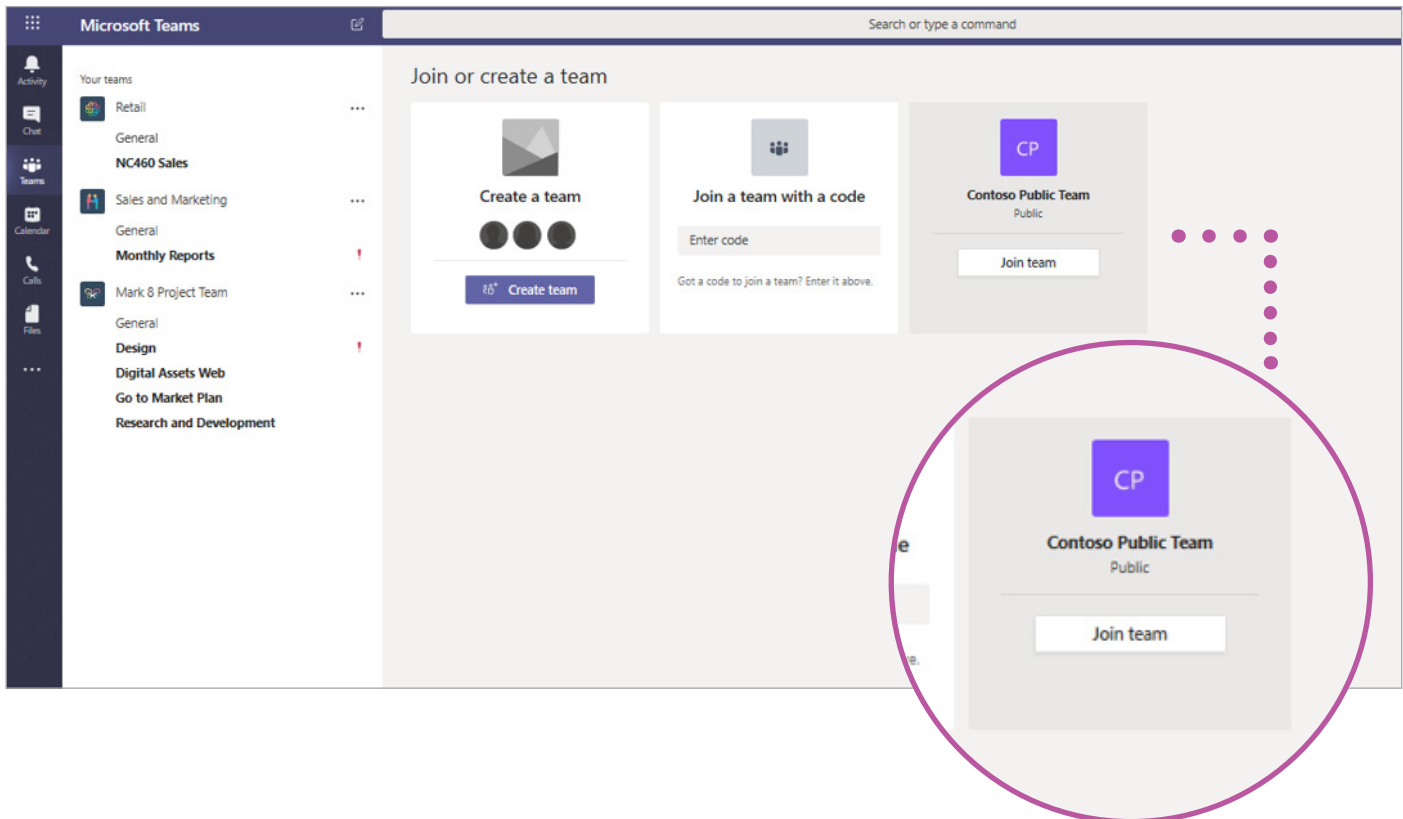 Microsoft Teams
Search or type a command
Activity
Chat
Teams
Calendar
Calls
Files
Your teams
Retail
General
NC460 Sales
Sales and Marketing
General
Monthly Reports
Mark 8 Project Team
General
Design
Digital Assets Web
Go to Market Plan
Research and Development
Join or create a team
Create a team
Create team
Join a team with a code
Enter code
Got a code to join a team? Enter it above.
CP
Contoso Public Team
Public
Join team
e
ve.
CP
Contoso Public Team
Public
Join team